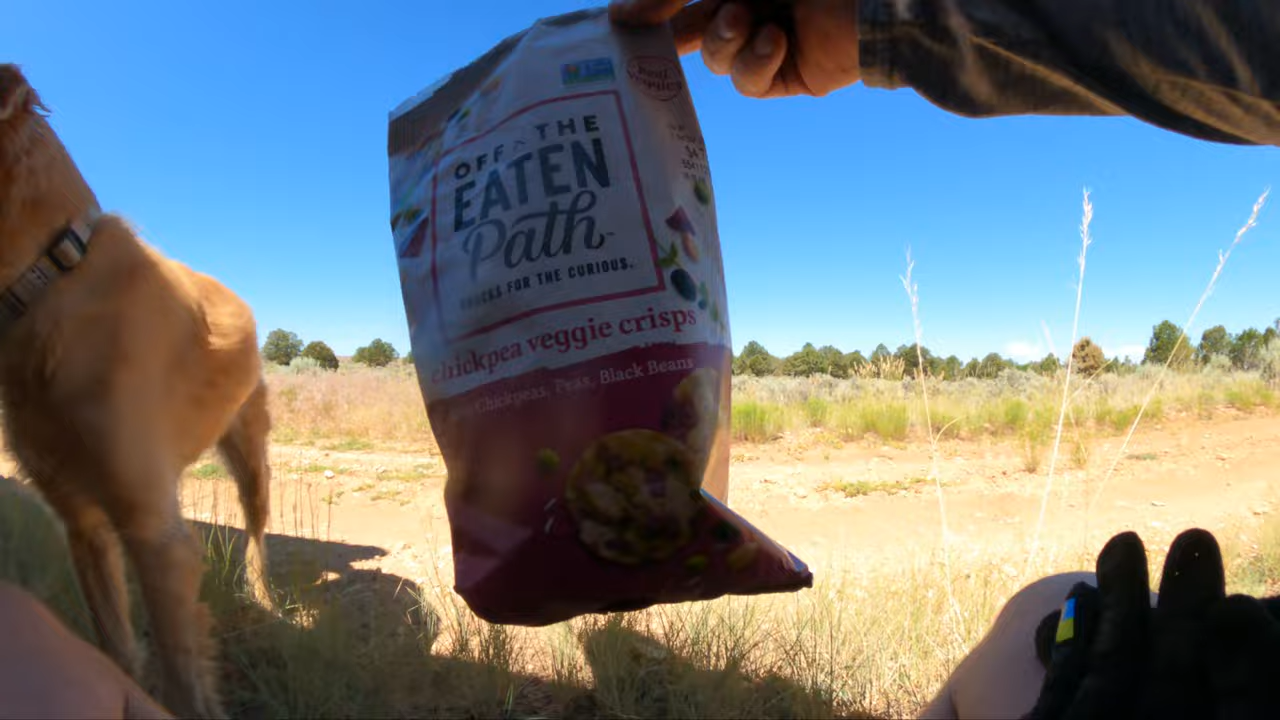 OFF THE
EATEN
Path
SNACKS FOR THE CURIOUS.
chickpea veggie crisps
Chickpeas, Peas, Black Beans